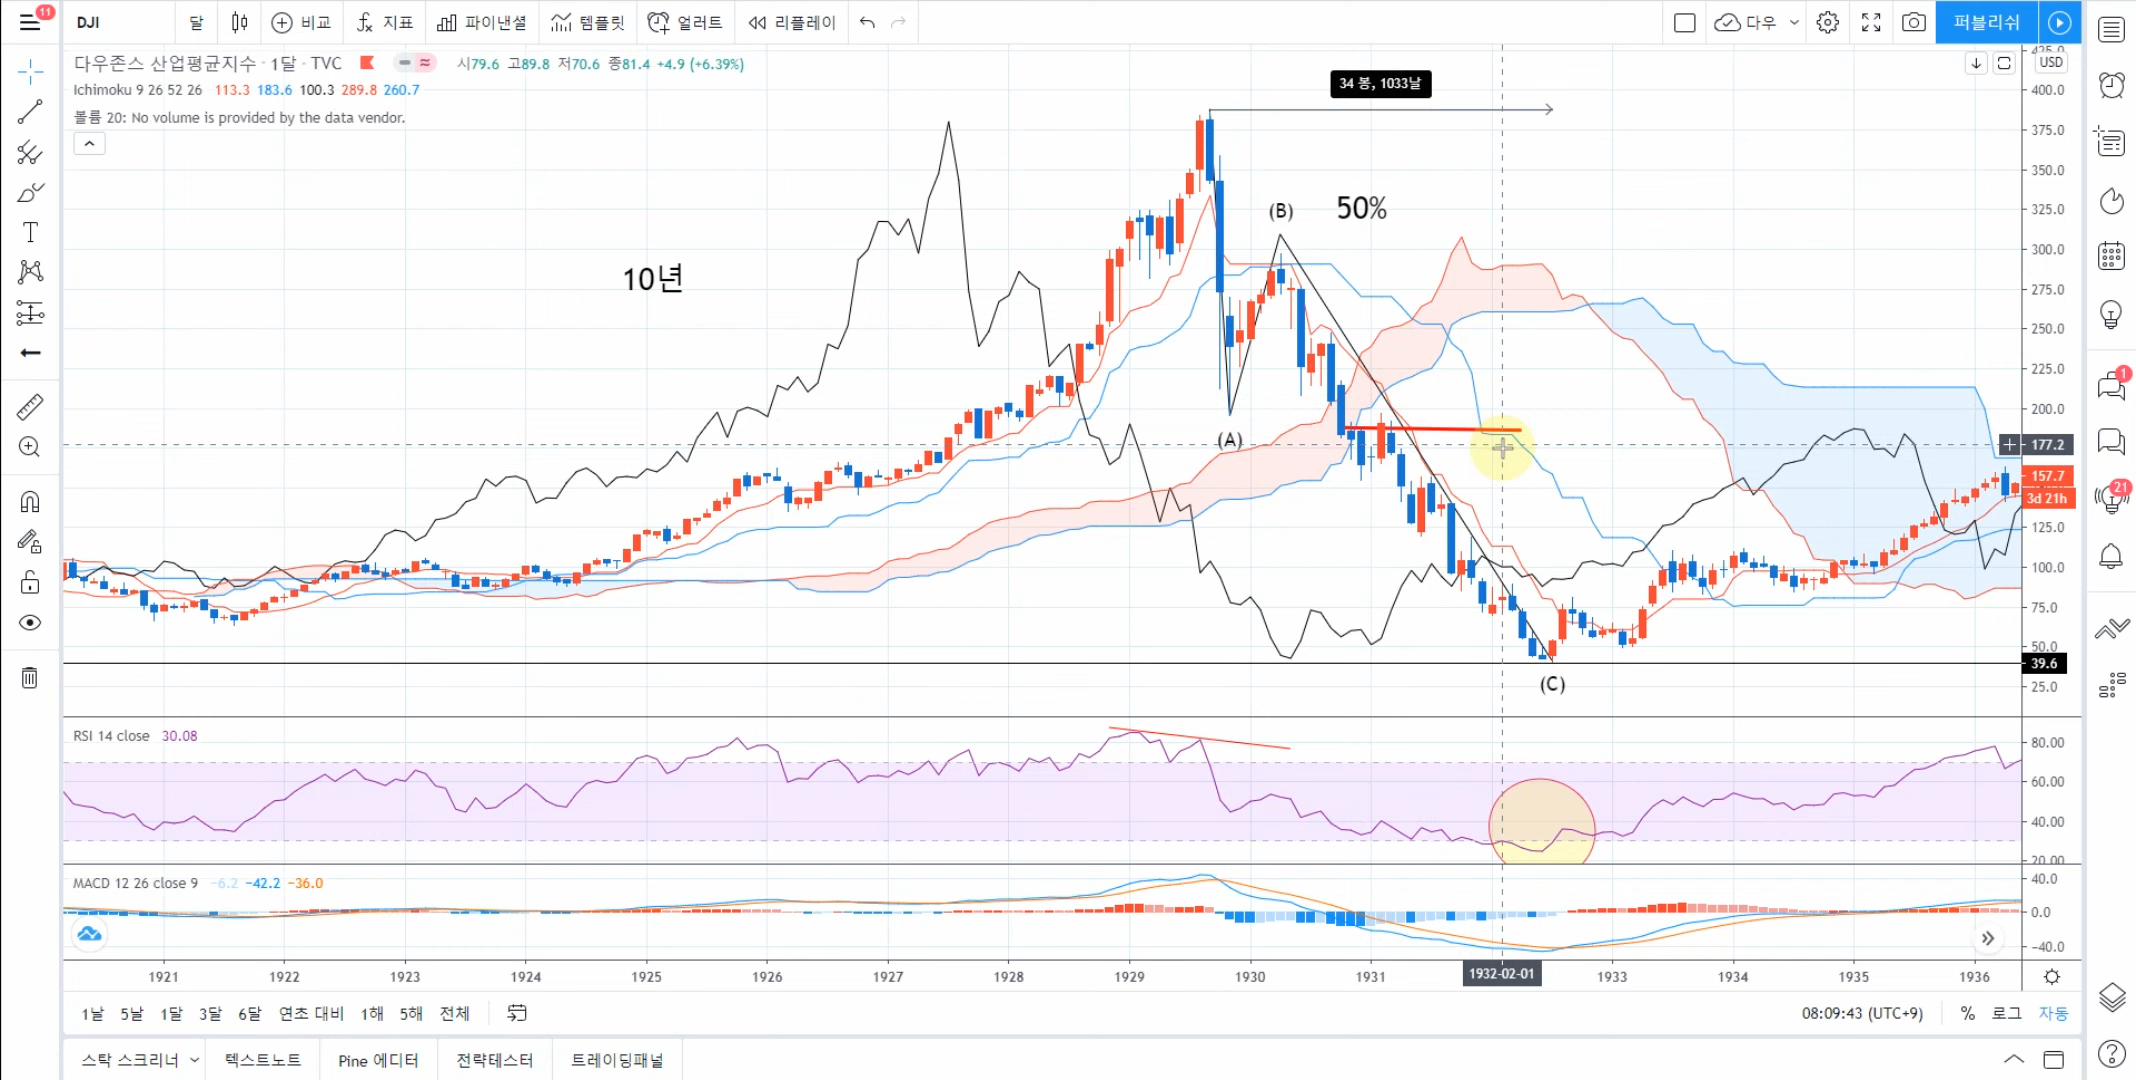 11
DJI
달
비교
지표
파이낸셜
템플릿
얼러트
리플레이
다우
퍼블리쉬
다우존스 산업평균지수 · 1달 · TVC
시79.6 고89.8 저70.6 종81.4 +4.9 (+6.39%)
Ichimoku 9 26 52 26 113.3 183.6 100.3 289.8 260.7
볼륨 20: No volume is provided by the data vendor.
34 봉, 1033날
10년
(B)
50%
(A)
(C)
425.0
USD
400.0
375.0
350.0
325.0
300.0
275.0
250.0
225.0
200.0
177.2
157.7
3d 21h
125.0
100.0
75.0
50.0
39.6
25.0
RSI 14 close 30.08
80.00
60.00
40.00
20.00
MACD 12 26 close 9 −6.2 −42.2 −36.0
40.0
0.0
−40.0
1921 1922 1923 1924 1925 1926 1927 1928 1929 1930 1931 1932-02-01 1933 1934 1935 1936
1날 5날 1달 3달 6달 연초 대비 1해 5해 전체
08:09:43 (UTC+9) % 로그 자동
스탁 스크리너 텍스트노트 Pine 에디터 전략테스터 트레이딩패널
1
21